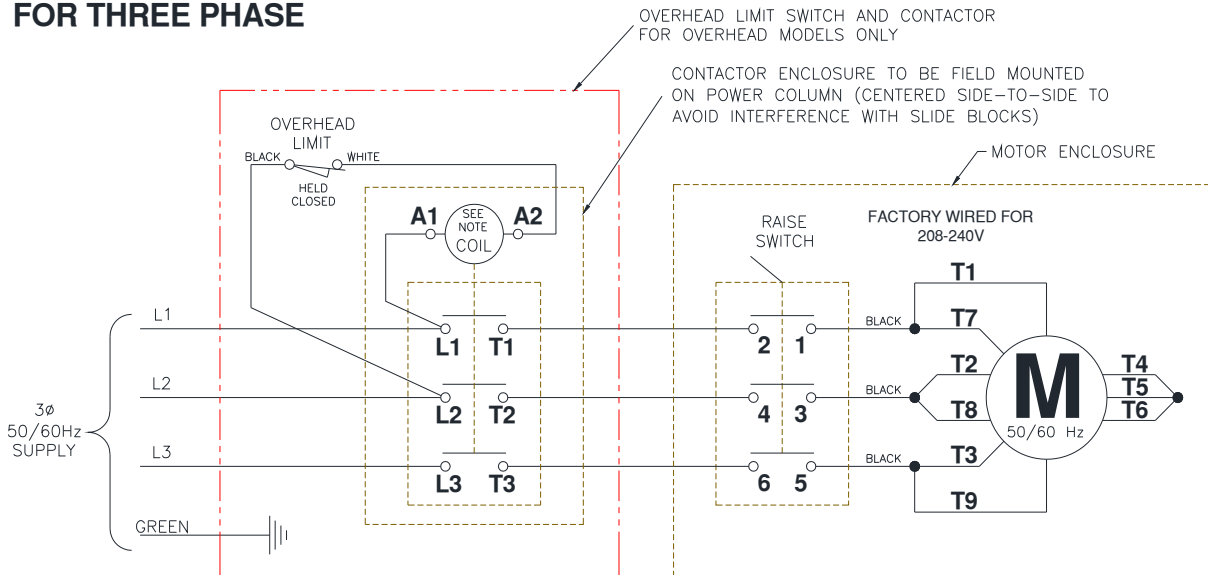 FOR THREE PHASE
OVERHEAD LIMIT SWITCH AND CONTACTOR
FOR OVERHEAD MODELS ONLY
CONTACTOR ENCLOSURE TO BE FIELD MOUNTED
ON POWER COLUMN (CENTERED SIDE-TO-SIDE TO
AVOID INTERFERENCE WITH SLIDE BLOCKS)
MOTOR ENCLOSURE
OVERHEAD
LIMIT
BLACK
WHITE
HELD
CLOSED
A1
SEE
NOTE
COIL
A2
RAISE
SWITCH
FACTORY WIRED FOR
208-240V
3ø
50/60Hz
SUPPLY
L1
L2
L3
GREEN
L1 T1
L2 T2
L3 T3
2 1
4 3
6 5
BLACK
BLACK
BLACK
T1
T7
T2
T8
T3
T9
M
50/60 Hz
T4
T5
T6